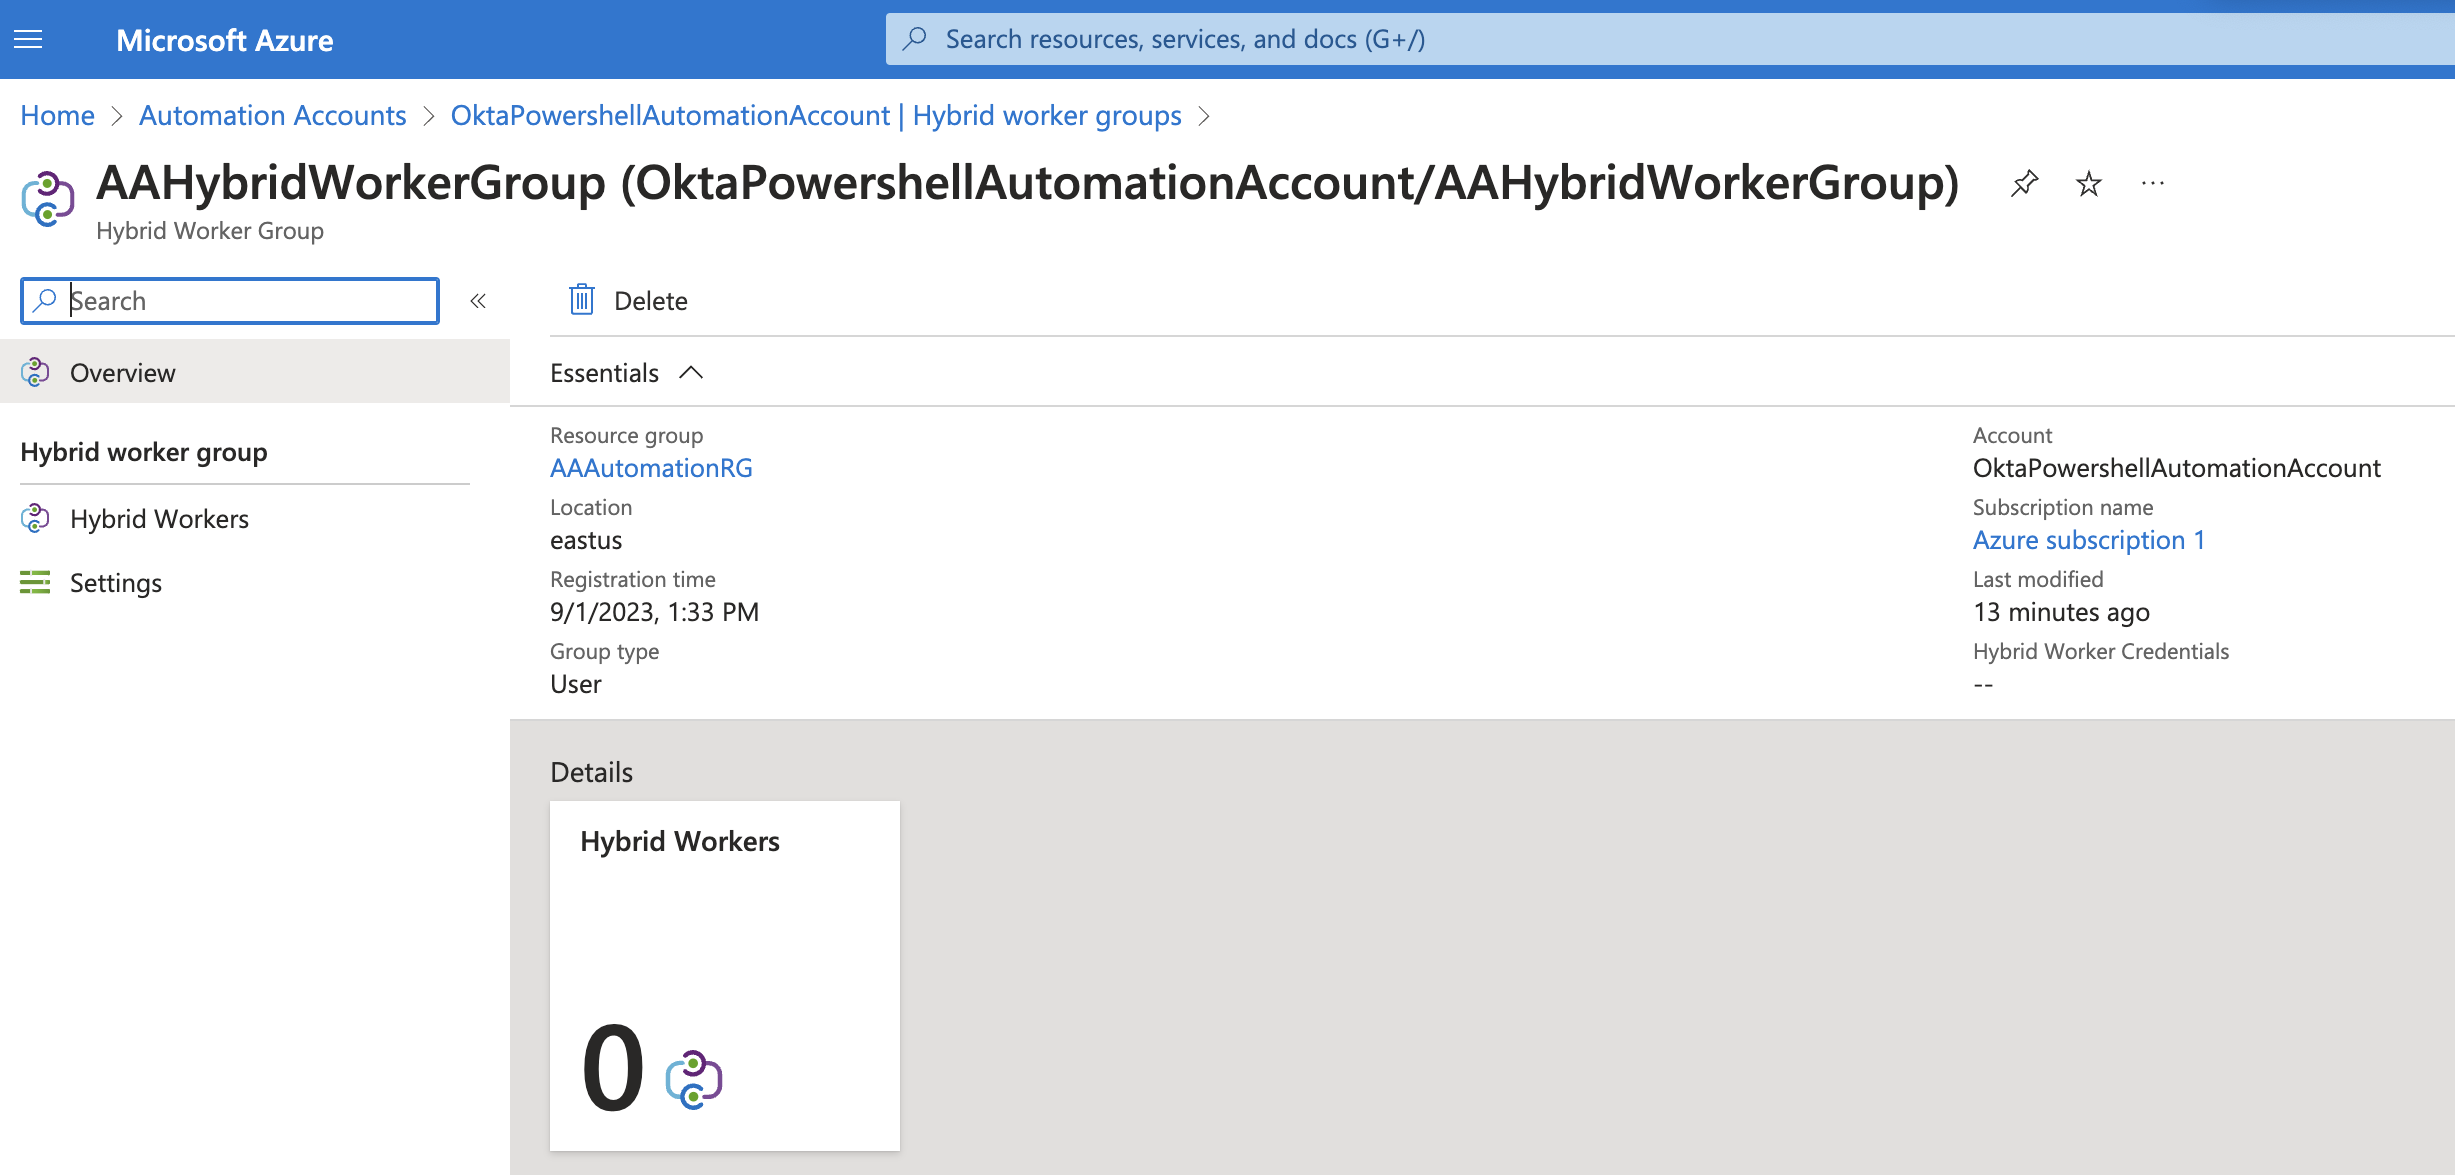 Microsoft Azure
Search resources, services, and docs (G+/)
Home > Automation Accounts > OktaPowershellAutomationAccount | Hybrid worker groups >
AAHybridWorkerGroup (OktaPowershellAutomationAccount/AAHybridWorkerGroup)
Hybrid Worker Group
Search
Delete
Overview
Essentials
Hybrid worker group
Hybrid Workers
Settings
Resource group
AAAutomationRG
Location
eastus
Registration time
9/1/2023, 1:33 PM
Group type
User
Account
OktaPowershellAutomationAccount
Subscription name
Azure subscription 1
Last modified
13 minutes ago
Hybrid Worker Credentials
--
Details
Hybrid Workers
0